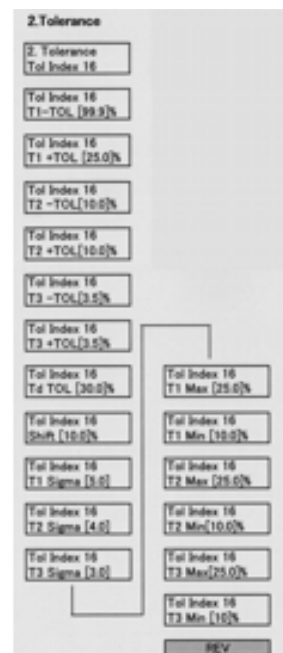 2.Tolerance
2. Tolerance
Tol Index 16
Tol Index 16
T1-TOL [99.9]%
Tol Index 16
T1 +TOL [25.0]%
Tol Index 16
T2 -TOL[10.0]%
Tol Index 16
T2 +TOL[10.0]%
Tol Index 16
T3 -TOL[3.5]%
Tol Index 16
T3 +TOL[3.5]%
Tol Index 16
Td TOL [30.0]%
Tol Index 16
Shift [10.0]%
Tol Index 16
T1 Sigma [5.0]
Tol Index 16
T2 Sigma [4.0]
Tol Index 16
T3 Sigma [3.0]
Tol Index 16
T1 Max [25.0]%
Tol Index 16
T1 Min [10.0]%
Tol Index 16
T2 Max [25.0]%
Tol Index 16
T2 Min[10.0]%
Tol Index 16
T3 Max[25.0]%
Tol Index 16
T3 Min [10]%
REV